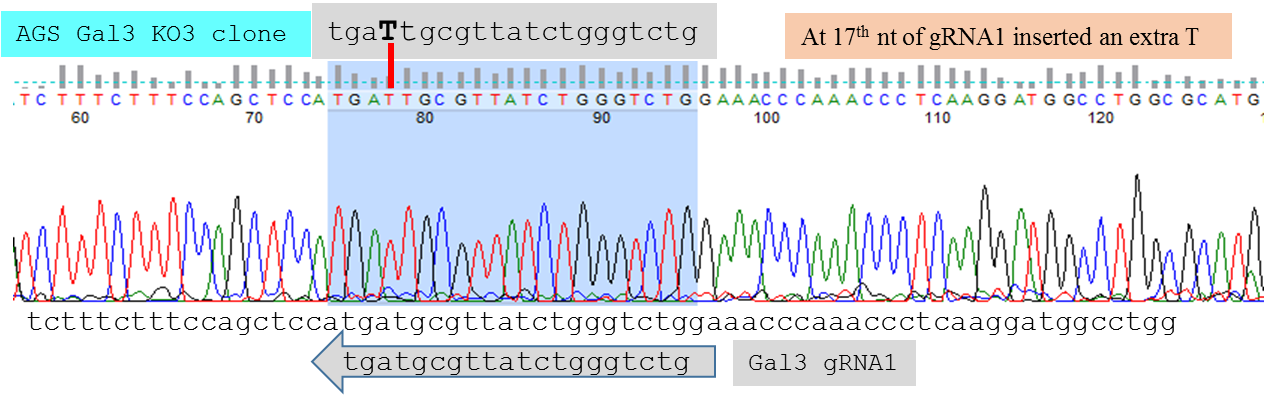 AGS Gal3 KO3 clone
tgaTtgcgttatctgggtctg
At 17th nt of gRNA1 inserted an extra T
TCTTTCTTTCCAGCTCCATGATTGCGTTATCTGGGTCTGGAAACCCAAACCCTCAAGGATGGCCTGGCGCATG
60 70 80 90 100 110 120
tctttctttccagctccatgatgcgttatctgggtctggaaacccaaaccctcaaggatggcctgg
tgatgcgttatctgggtctg
Gal3 gRNA1